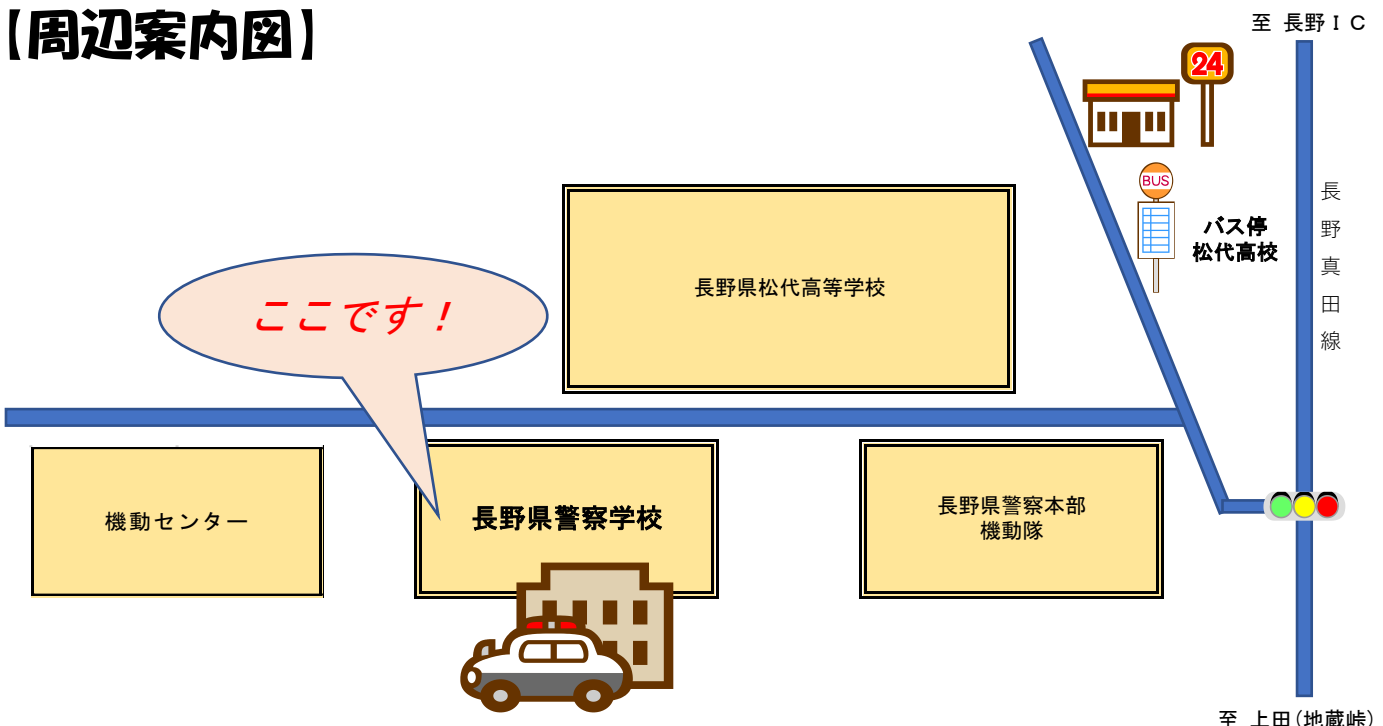 【周辺案内図】
至 長野ＩＣ
24
BUS
バス停
松代高校
長野真田線
長野県松代高等学校
ここです！
機動センター
長野県警察学校
長野県警察本部
機動隊
至 上田(地蔵峠)